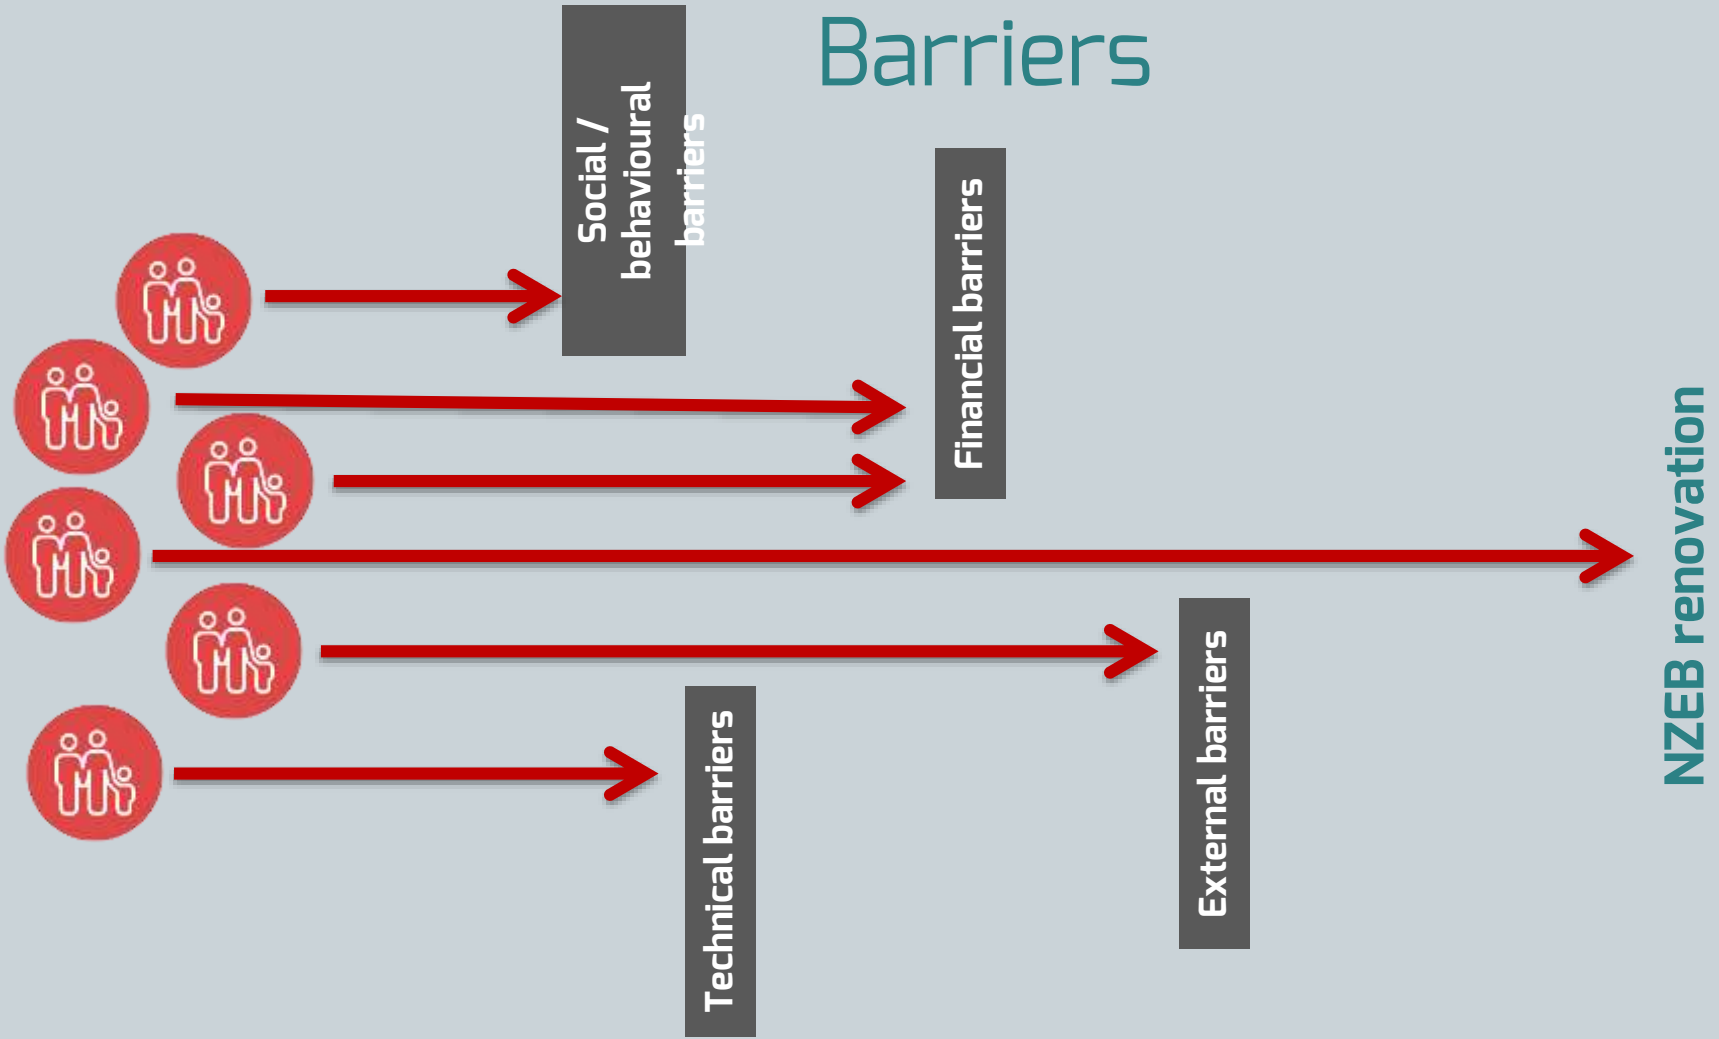 Barriers
Social /
behavioural
barriers
Financial barriers
Technical barriers
External barriers
NZEB renovation